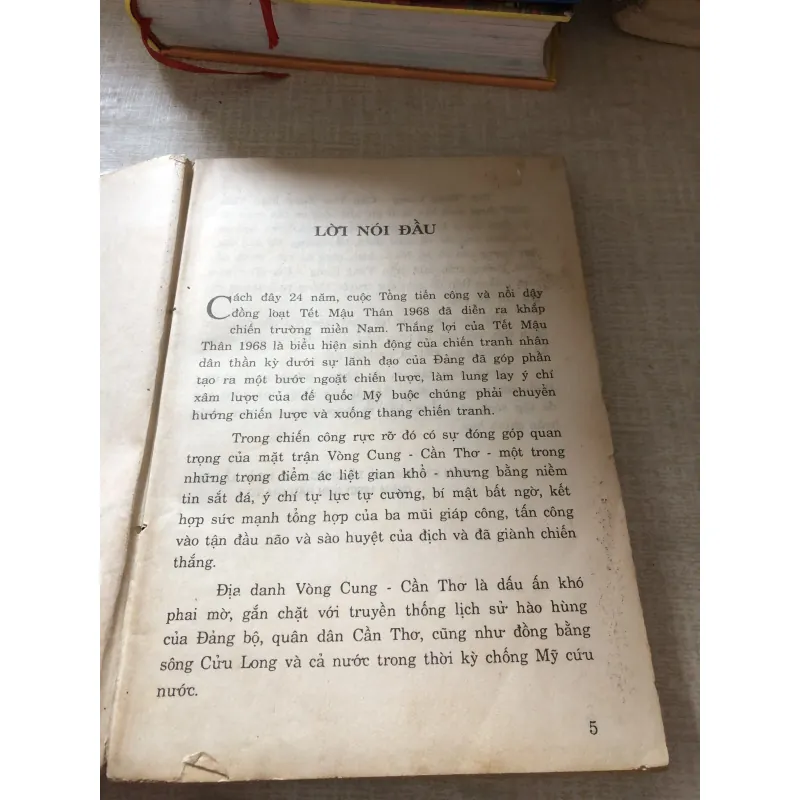 LỜI NÓI ĐẦU
Cách đây 24 năm, cuộc Tổng tiến công và nổi dậy
đồng loạt Tết Mậu Thân 1968 đã diễn ra khắp
chiến trường miền Nam. Thắng lợi của Tết Mậu
Thân 1968 là biểu hiện sinh động của chiến tranh nhân
dân thần kỳ dưới sự lãnh đạo của Đảng đã góp phần
tạo ra một bước ngoặt chiến lược, làm lung lay ý chí
xâm lược của đế quốc Mỹ buộc chúng phải chuyển
hướng chiến lược và xuống thang chiến tranh.
Trong chiến công rực rỡ đó có sự đóng góp quan
trọng của mặt trận Vòng Cung - Cần Thơ - một trong
những trọng điểm ác liệt gian khổ - nhưng bằng niềm
tin sắt đá, ý chí tự lực tự cường, bí mật bất ngờ, kết
hợp sức mạnh tổng hợp của ba mũi giáp công, tấn công
vào tận đầu não và sào huyệt của địch và đã giành chiến
thắng.
Địa danh Vòng Cung - Cần Thơ là dấu ấn khó
phai mờ, gắn chặt với truyền thống lịch sử hào hùng
của Đảng bộ, quân dân Cần Thơ, cũng như đồng bằng
sông Cửu Long và cả nước trong thời kỳ chống Mỹ cứu
nước.
5